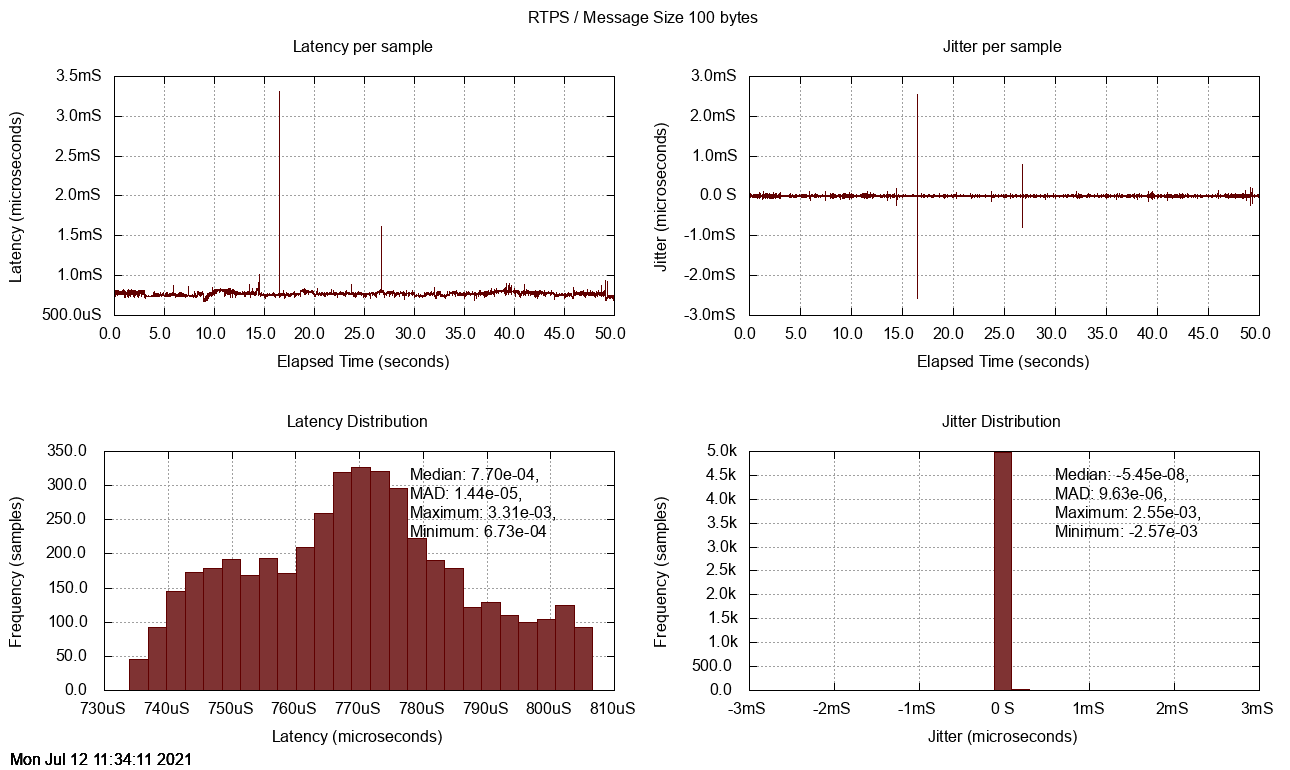 RTPS / Message Size 100 bytes
Latency per sample
Latency (microseconds)
3.5mS
3.0mS
2.5mS
2.0mS
1.5mS
1.0mS
500.0uS
0.0 5.0 10.0 15.0 20.0 25.0 30.0 35.0 40.0 45.0 50.0
Elapsed Time (seconds)
Jitter per sample
Jitter (microseconds)
3.0mS
2.0mS
1.0mS
0.0 S
-1.0mS
-2.0mS
-3.0mS
0.0 5.0 10.0 15.0 20.0 25.0 30.0 35.0 40.0 45.0 50.0
Elapsed Time (seconds)
Latency Distribution
Frequency (samples)
350.0
300.0
250.0
200.0
150.0
100.0
50.0
0.0
Median: 7.70e-04,
MAD: 1.44e-05,
Maximum: 3.31e-03,
Minimum: 6.73e-04
730uS 740uS 750uS 760uS 770uS 780uS 790uS 800uS 810uS
Latency (microseconds)
Jitter Distribution
Frequency (samples)
5.0k
4.5k
4.0k
3.5k
3.0k
2.5k
2.0k
1.5k
1.0k
500.0
0.0
Median: -5.45e-08,
MAD: 9.63e-06,
Maximum: 2.55e-03,
Minimum: -2.57e-03
-3mS -2mS -1mS 0 S 1mS 2mS 3mS
Jitter (microseconds)
Mon Jul 12 11:34:11 2021